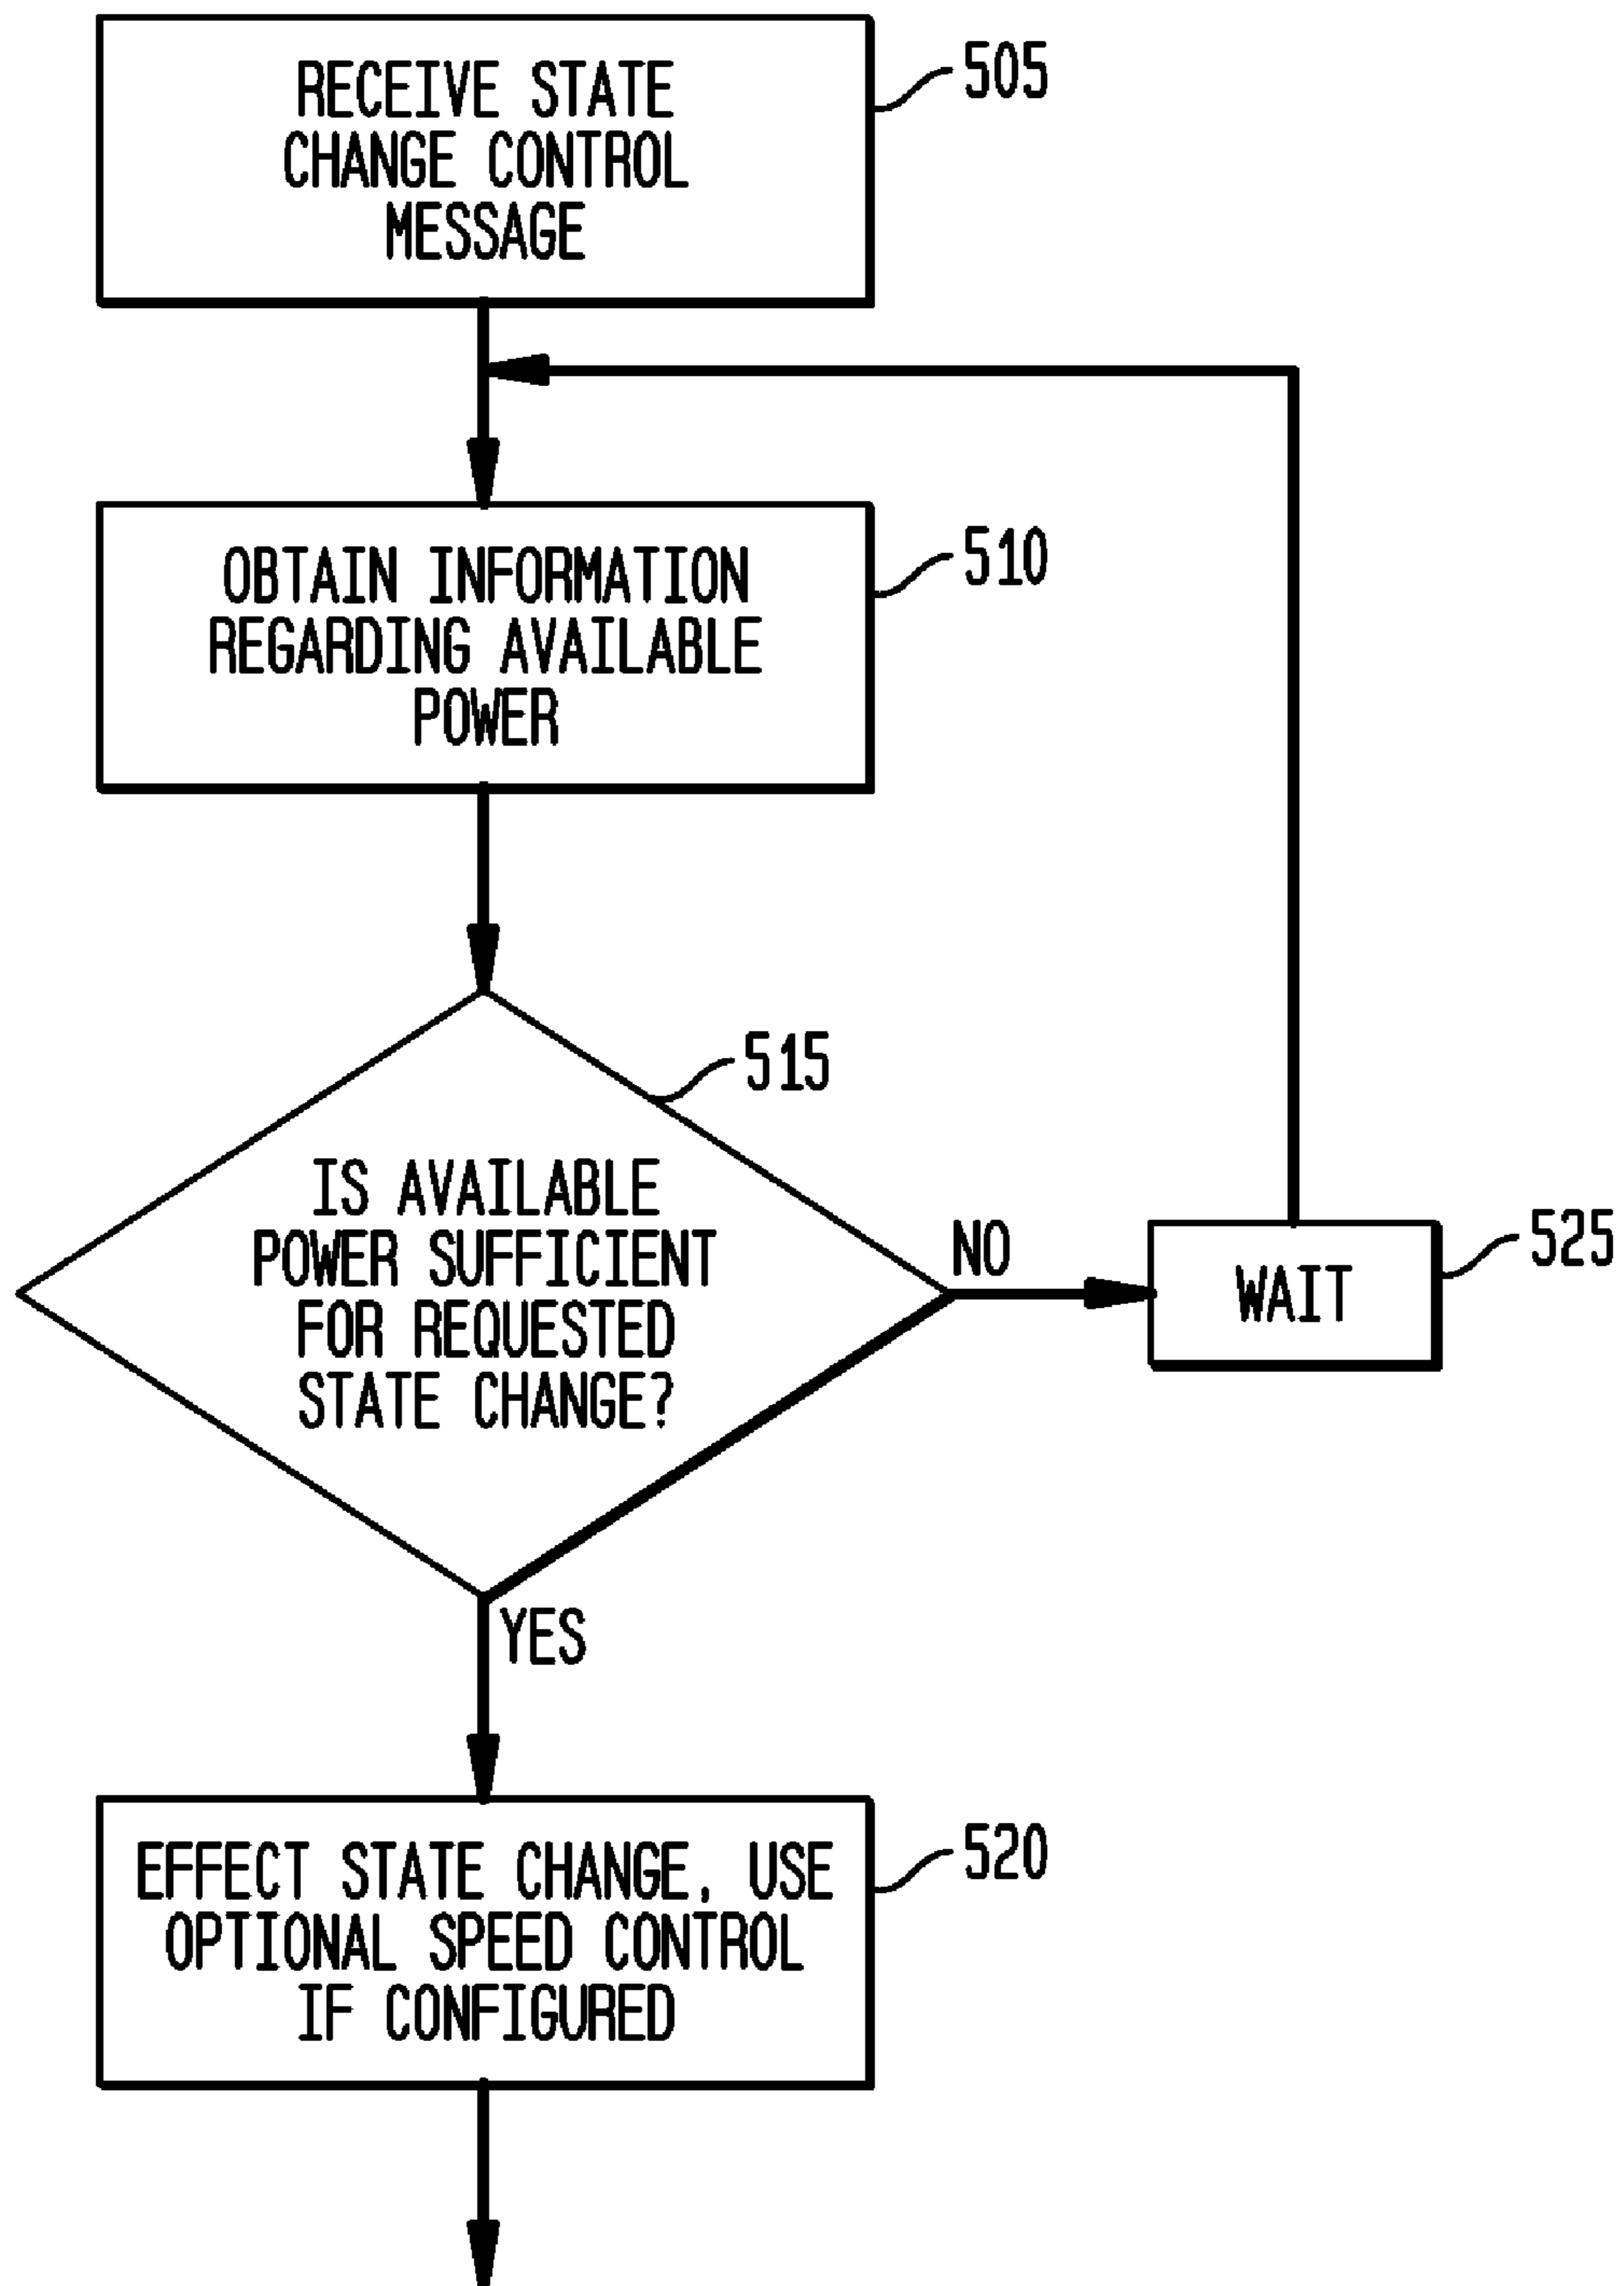 RECEIVE STATE
CHANGE CONTROL
MESSAGE
505
OBTAIN INFORMATION
REGARDING AVAILABLE
POWER
510
515
IS AVAILABLE
POWER SUFFICIENT
FOR REQUESTED
STATE CHANGE?
NO
WAIT
525
YES
EFFECT STATE CHANGE, USE
OPTIONAL SPEED CONTROL
IF CONFIGURED
520